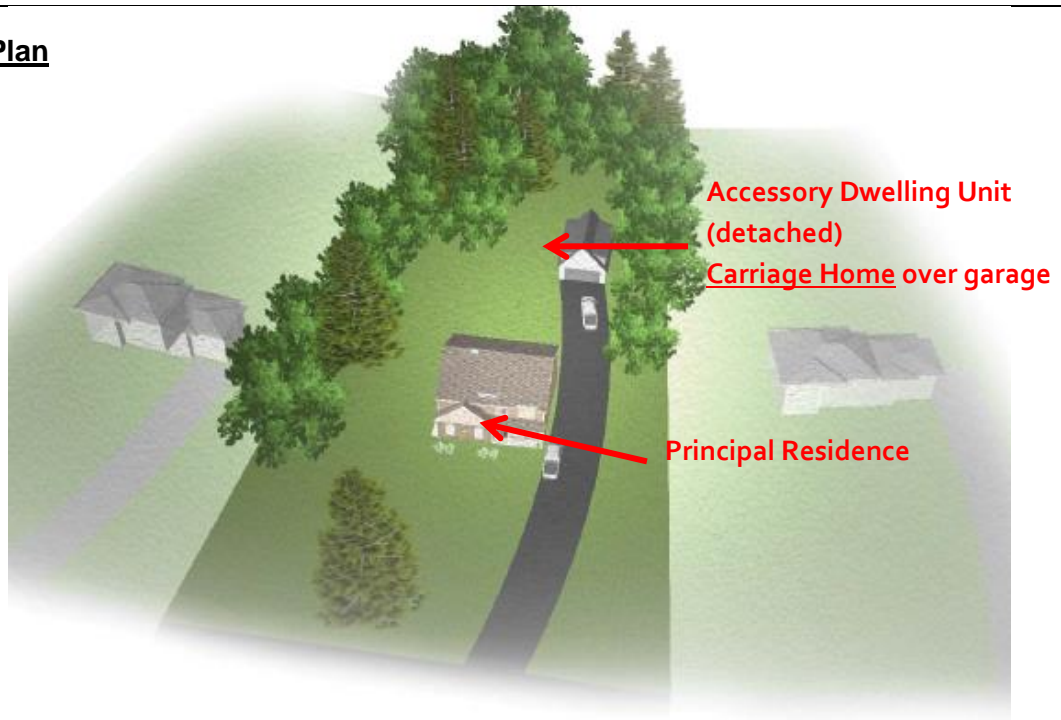 Plan
Accessory Dwelling Unit
(detached)
Carriage Home over garage
Principal Residence